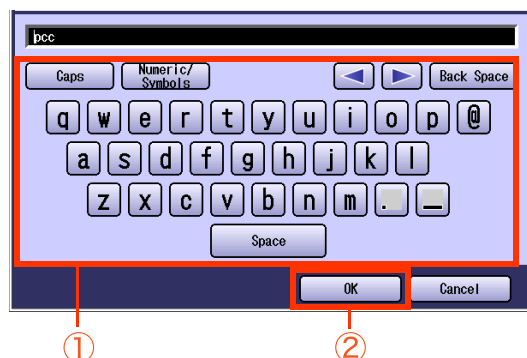 pcc
Caps Numeric/ Back Space
Symbols
q w e r t y u i o p @
a s d f g h j k l
z x c v b n m . _
Space
OK Cancel
① ②